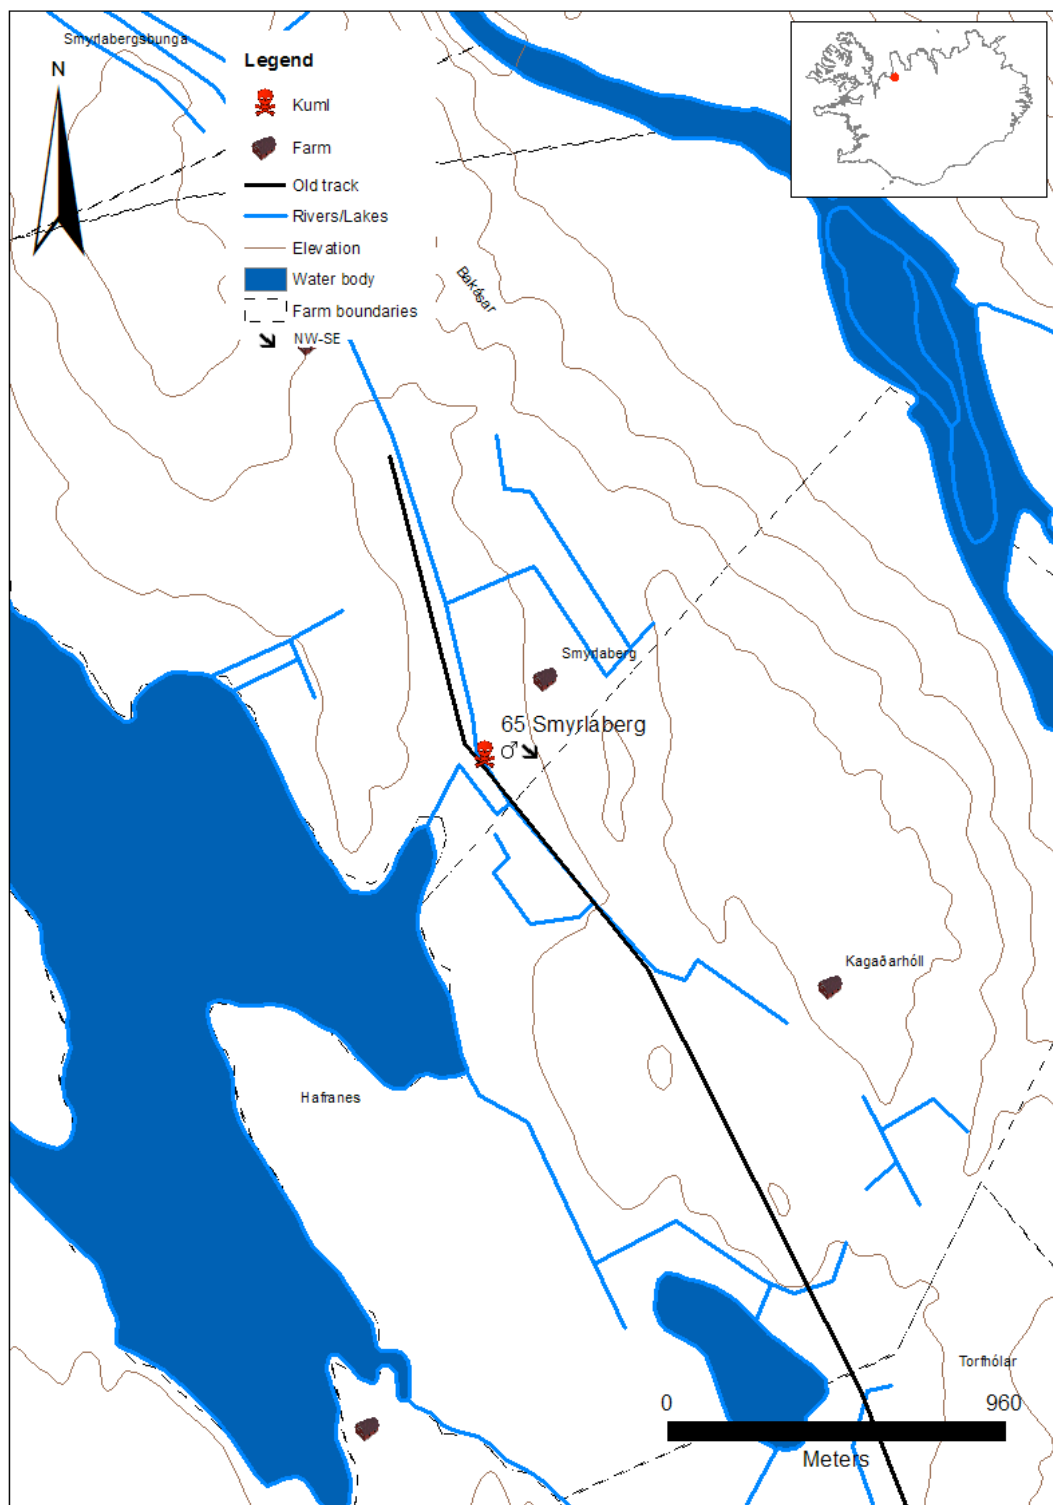 Smyrlabergsbunga
N
Legend
Kuml
Farm
Old track
Rivers/Lakes
Elevation
Water body
Farm boundaries
NW-SE
Bakásar
Smyrlaberg
65 Smyrlaberg
♂
Kagaðarhóll
Hafranes
Torfhólar
0 960
Meters